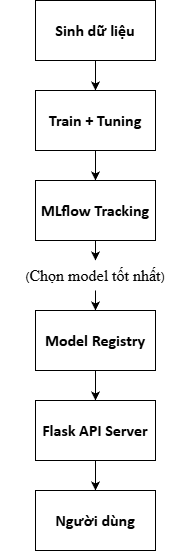 Sinh dữ liệu
Train + Tuning
MLflow Tracking
(Chọn model tốt nhất)
Model Registry
Flask API Server
Người dùng